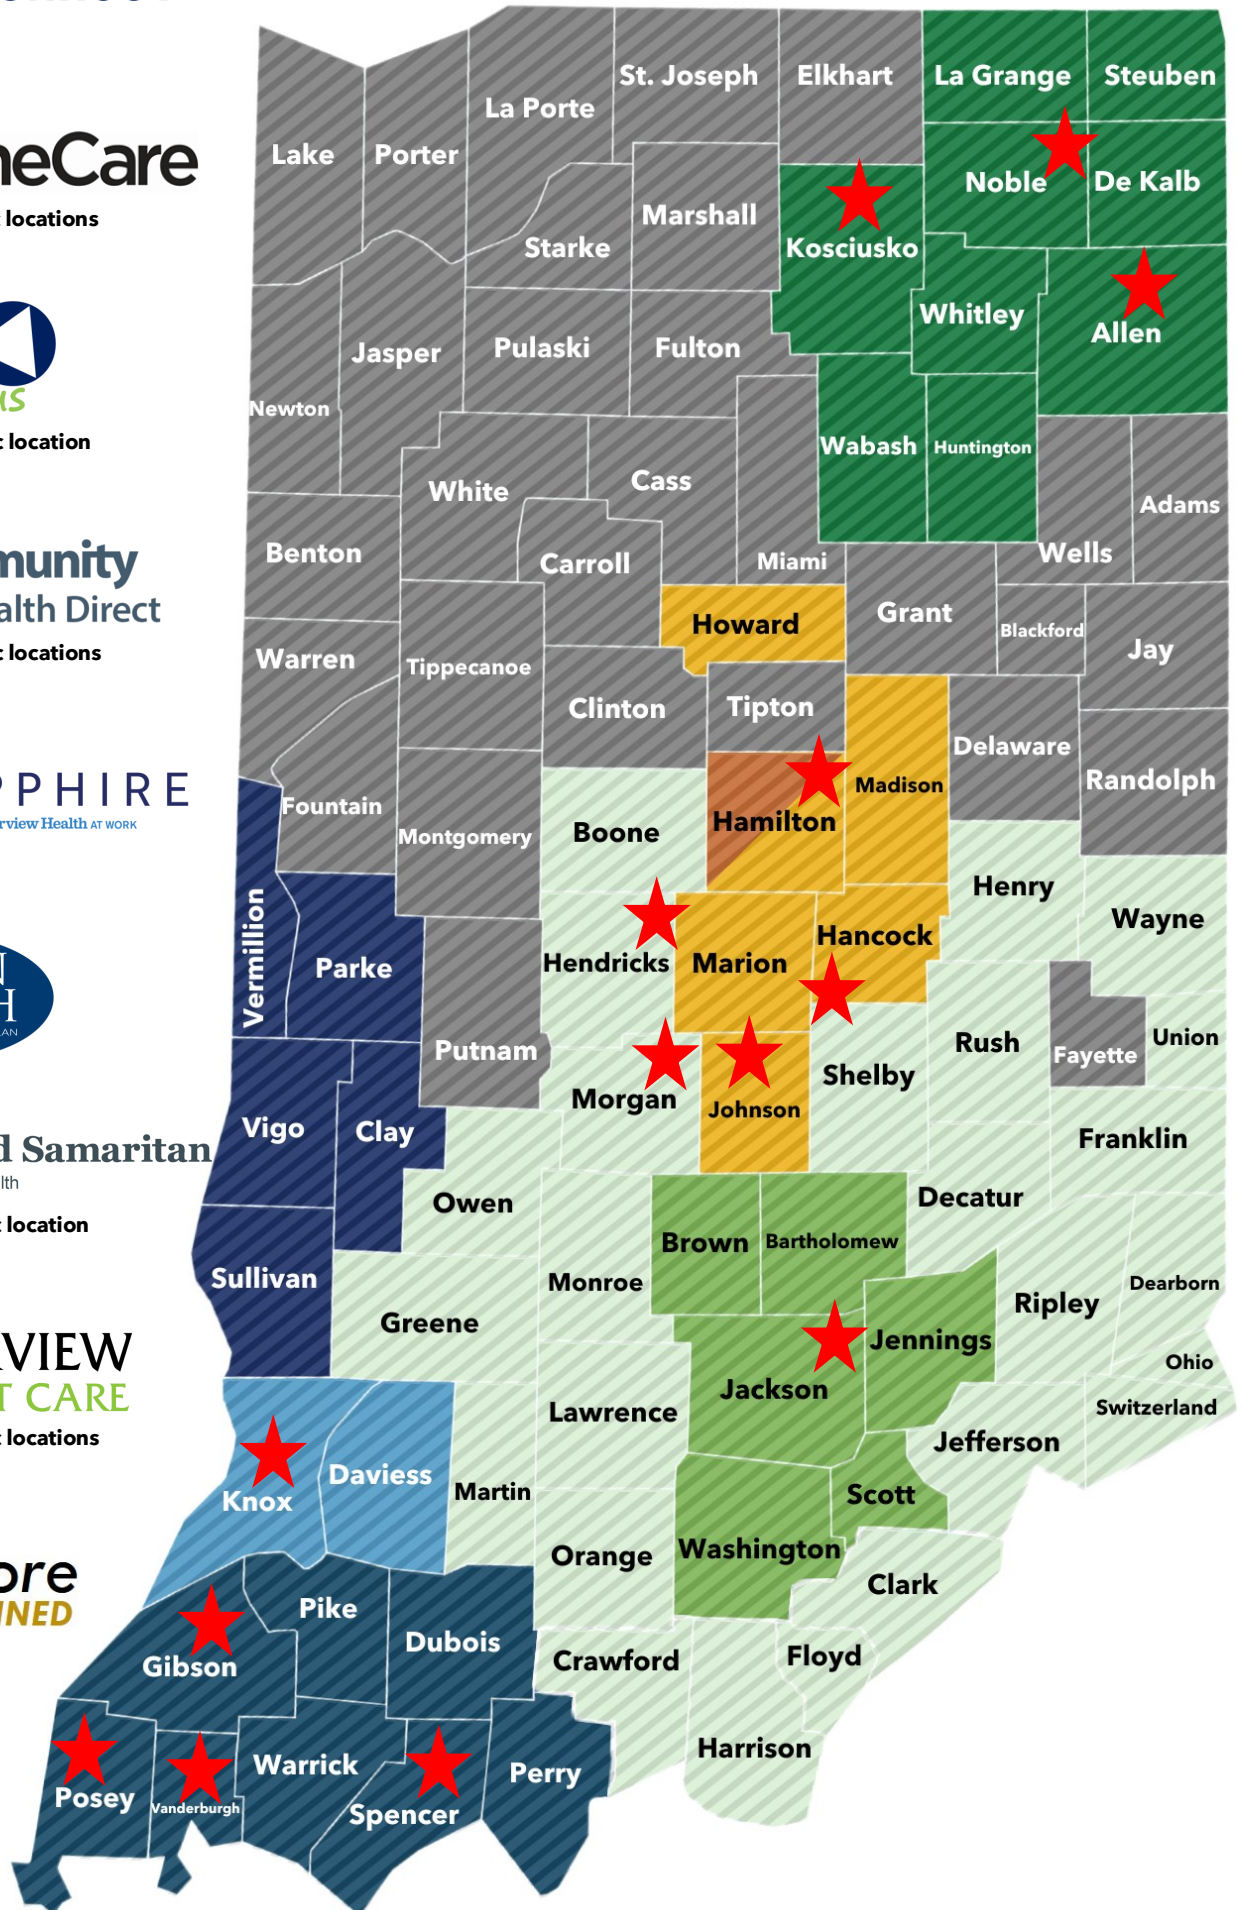 neCare
locations
us
location
munity
alth Direct
locations
PPHIRE
rview Health AT WORK
N
H
LAN
d Samaritan
lth
location
VIEW
T CARE
locations
ore
INED
St. Joseph
Elkhart
La Grange
Steuben
La Porte
Lake
Porter
Noble
De Kalb
Marshall
Starke
Kosciusko
Whitley
Allen
Jasper
Pulaski
Fulton
Newton
Wabash
Huntington
White
Cass
Adams
Benton
Carroll
Miami
Wells
Howard
Grant
Blackford
Jay
Warren
Tippecanoe
Clinton
Tipton
Delaware
Randolph
Fountain
Madison
Hamilton
Montgomery
Boone
Henry
Wayne
Vermillion
Parke
Hendricks
Marion
Hancock
Putnam
Rush
Union
Fayette
Shelby
Morgan
Johnson
Vigo
Clay
Franklin
Owen
Decatur
Brown
Bartholomew
Sullivan
Monroe
Dearborn
Ripley
Greene
Jennings
Ohio
Jackson
Lawrence
Switzerland
Jefferson
Daviess
Martin
Knox
Scott
Orange
Washington
Clark
Pike
Dubois
Gibson
Crawford
Floyd
Harrison
Warrick
Perry
Posey
Vanderburgh
Spencer